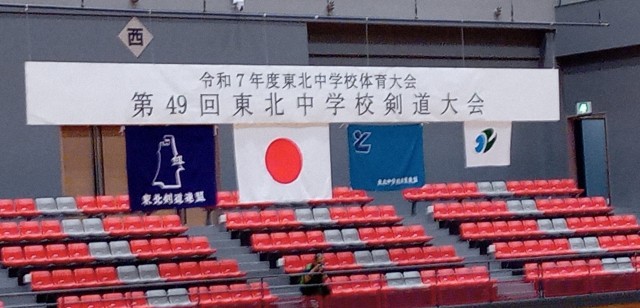 西
令和７年度東北中学校体育大会
第49回東北中学校剣道大会
東北剣道連盟